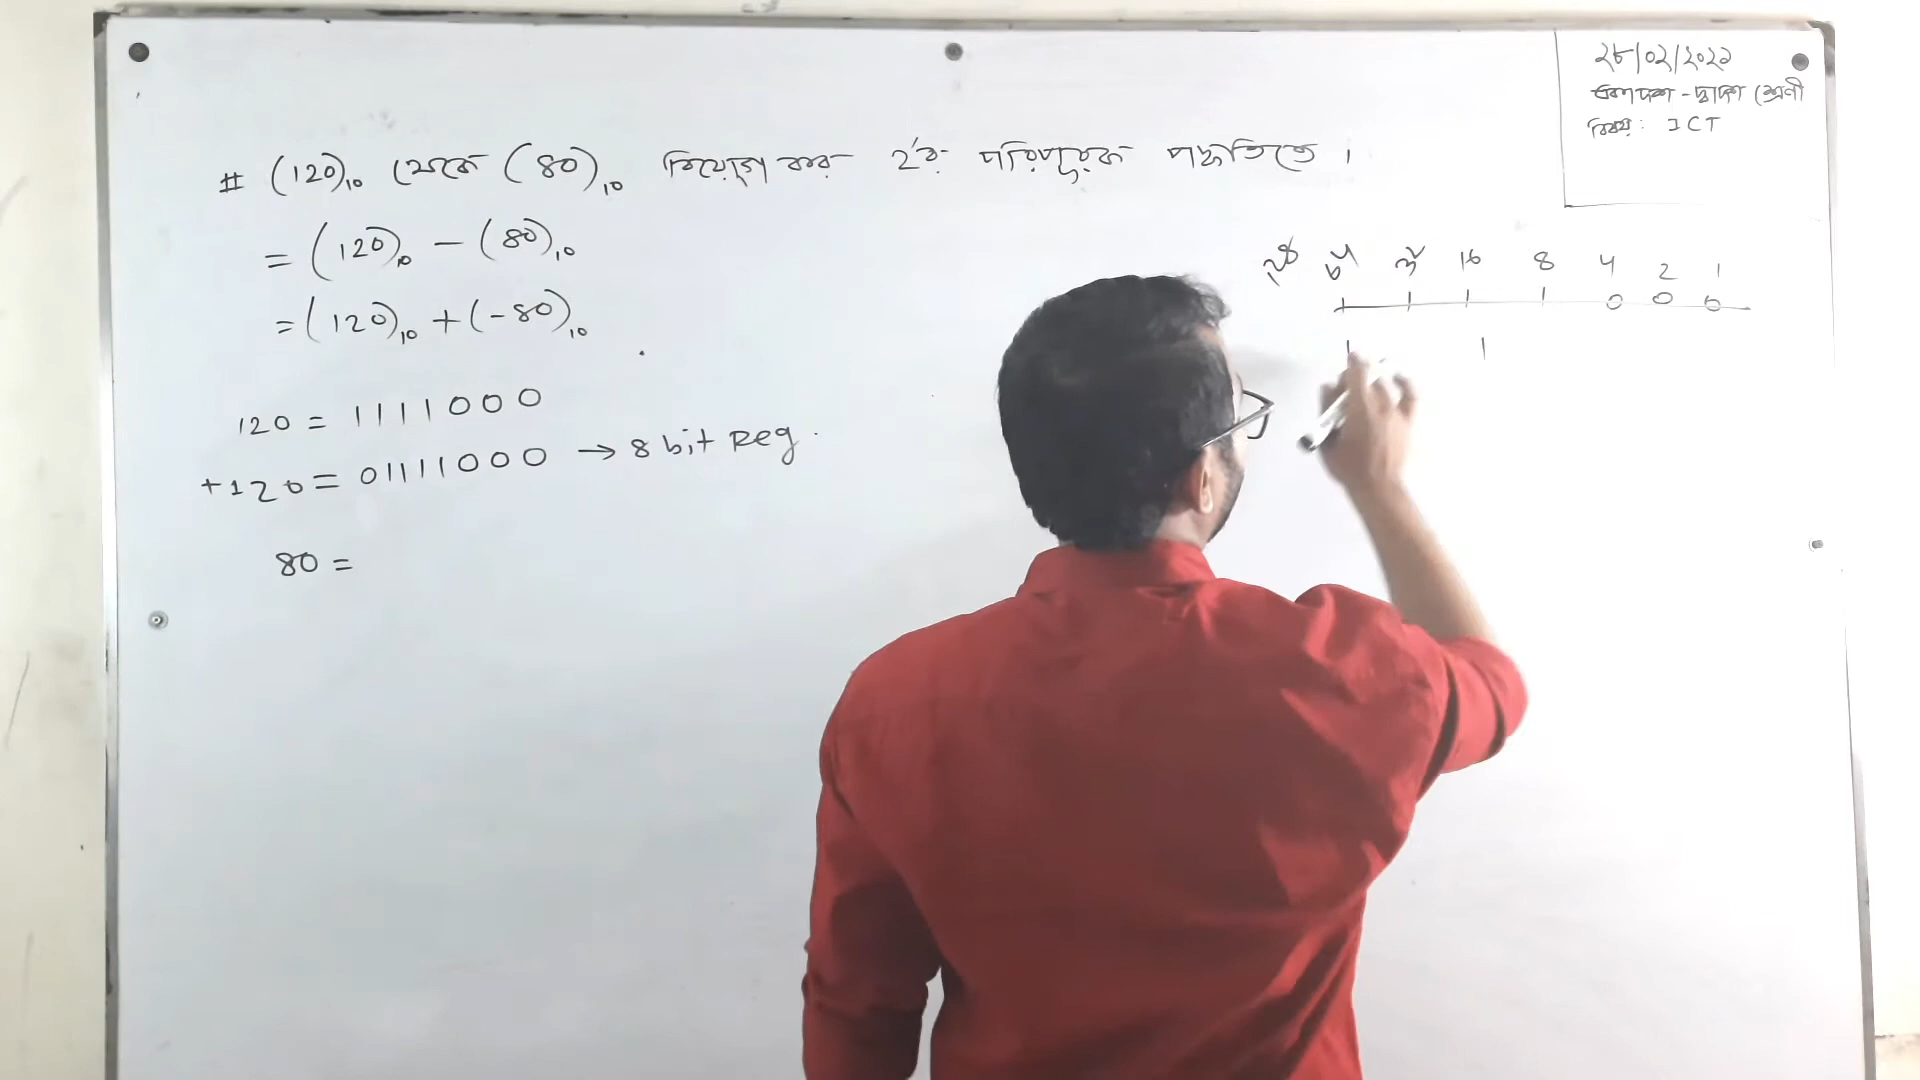 ২৮/০২/২০২১
একাদশ - দ্বাদশ শ্রেণী
বিষয়: ICT
# (120)₁₀ থেকে (80)₁₀ বিয়োগ কর 2'র পরিপূরক পদ্ধতিতে।
= (120)₁₀ - (80)₁₀
= (120)₁₀ + (-80)₁₀
120 = 1111000
+120 = 01111000 → 8 bit Reg.
80 =
128 64 32 16 8 4 2 1
1 1 1 1 0 0 0
1 1